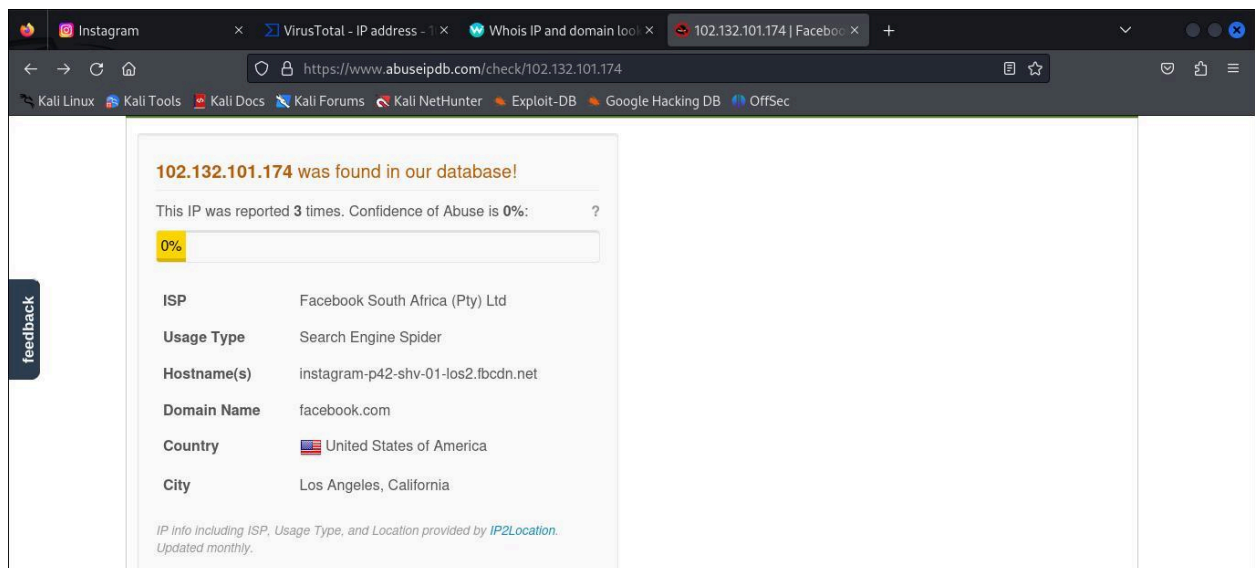 Instagram
VirusTotal - IP address - 1
Whois IP and domain look
102.132.101.174 | Faceboo
https://www.abuseipdb.com/check/102.132.101.174
Kali Linux Kali Tools Kali Docs Kali Forums Kali NetHunter Exploit-DB Google Hacking DB OffSec
102.132.101.174 was found in our database!
This IP was reported 3 times. Confidence of Abuse is 0%: ?
0%
ISP Facebook South Africa (Pty) Ltd
Usage Type Search Engine Spider
Hostname(s) instagram-p42-shv-01-los2.fbcdn.net
Domain Name facebook.com
Country United States of America
City Los Angeles, California
IP info including ISP, Usage Type, and Location provided by IP2Location.
Updated monthly.
feedback